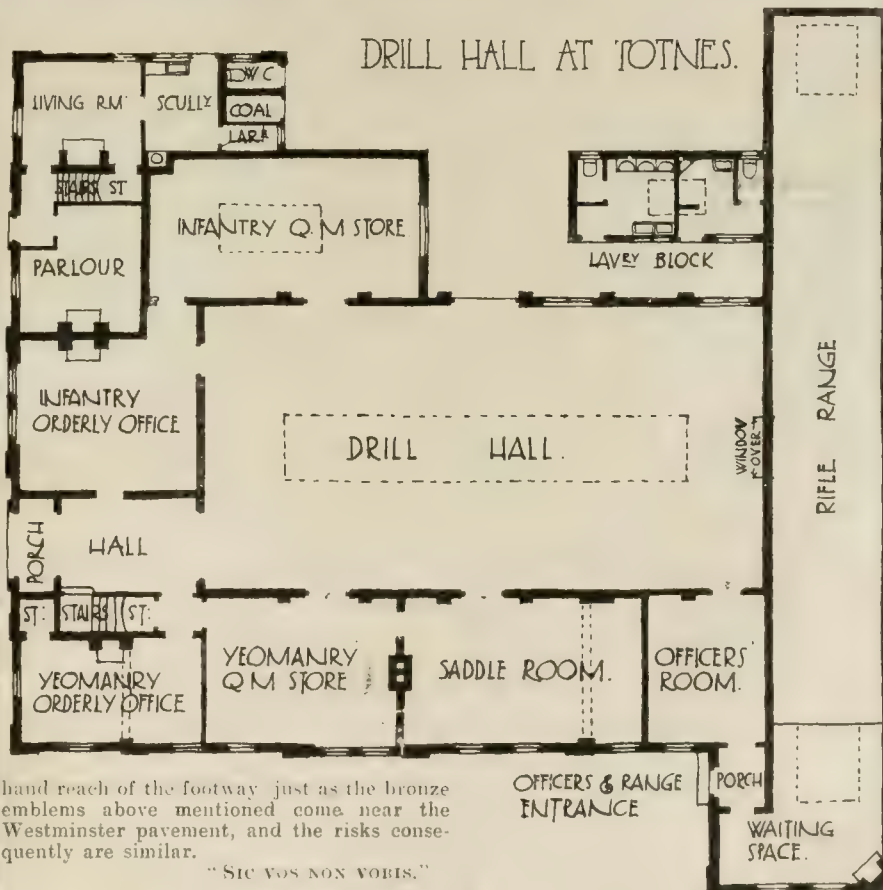 DRILL HALL AT TOTNES.
LIVING RM
SCULLY
W C
COAL
LARR
STAIRS ST
INFANTRY Q. M STORE
PARLOUR
LAVRY BLOCK
INFANTRY
ORDERLY OFFICE
DRILL HALL.
WINDOW
OVER
RIFLE RANGE
PORCH
HALL
ST:
STAIRS
ST:
YEOMANRY
ORDERLY OFFICE
YEOMANRY
Q M STORE
SADDLE ROOM.
OFFICERS'
ROOM.
OFFICERS & RANGE
ENTRANCE
PORCH
WAITING
SPACE.
hand reach of the footway just as the bronze
emblems above mentioned come near the
Westminster pavement, and the risks conse-
quently are similar.
"SIC VOS NON VOBIS."